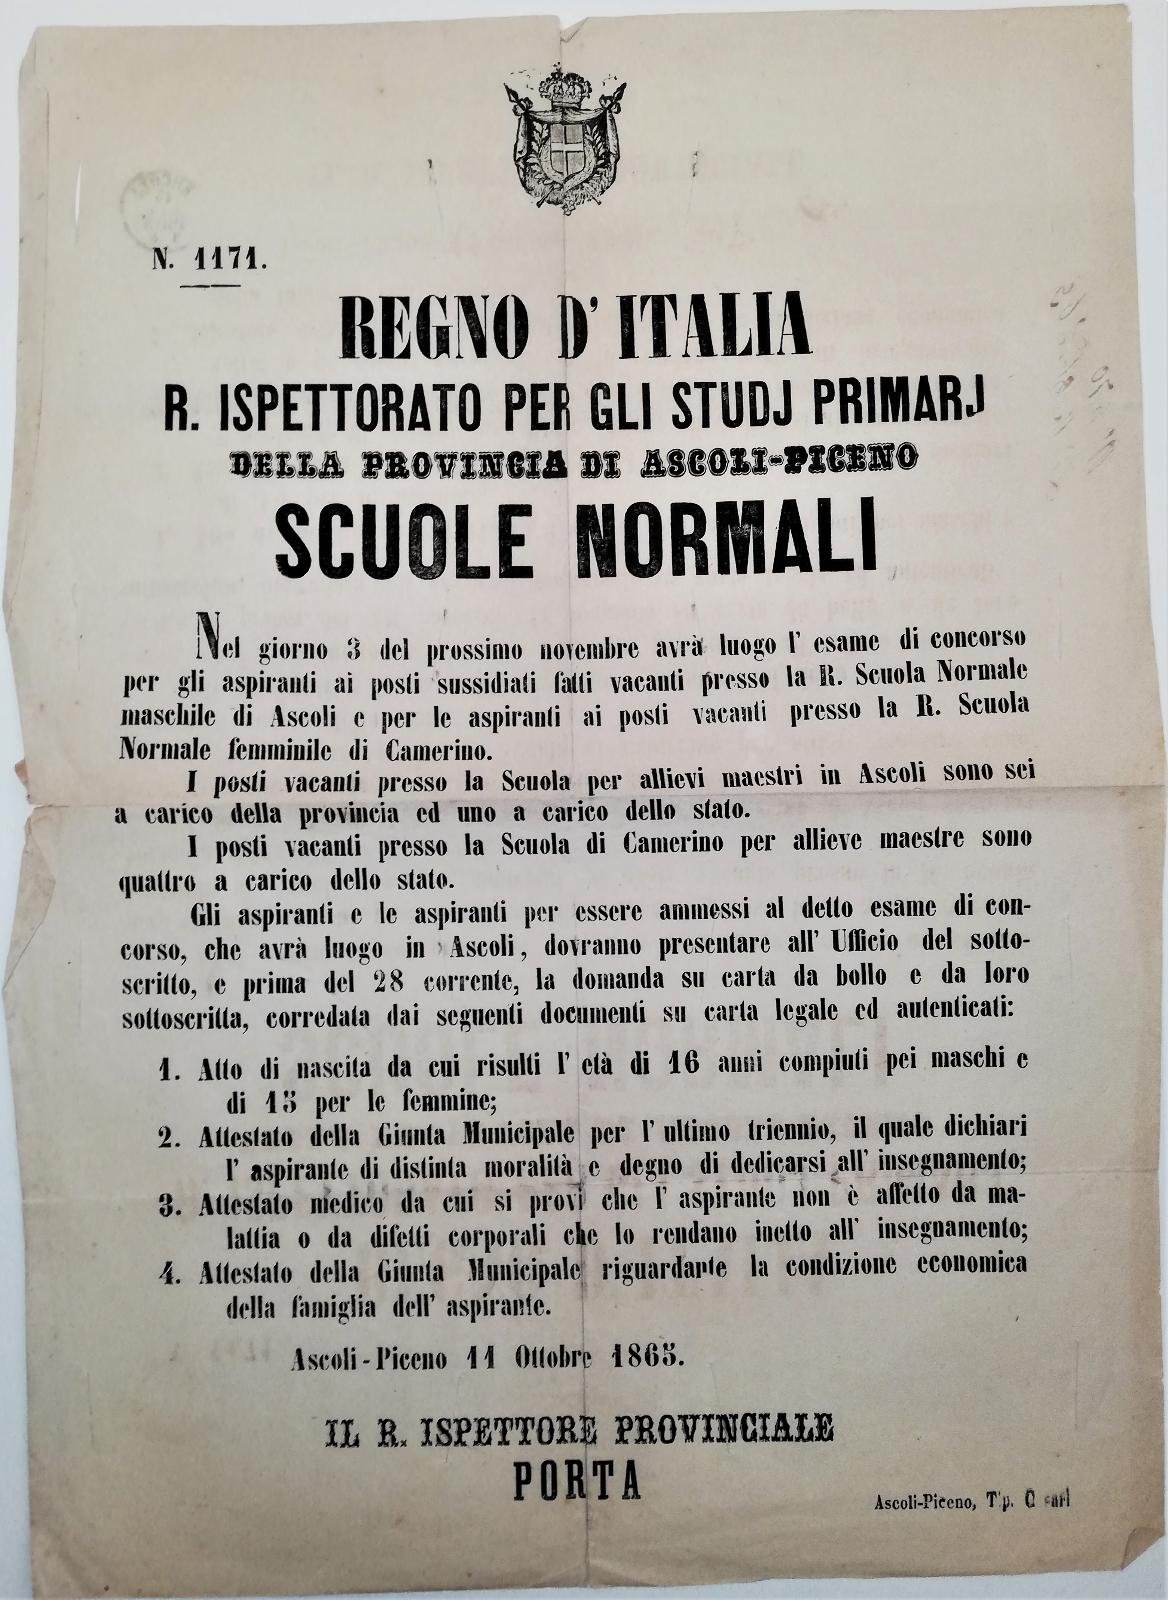 N. 1171.
REGNO D' ITALIA
R. ISPETTORATO PER GLI STUDJ PRIMARJ
DELLA PROVINCIA DI ASCOLI-PICENO
SCUOLE NORMALI
Nel giorno 3 del prossimo novembre avrà luogo l' esame di concorso
per gli aspiranti ai posti sussidiati fatti vacanti presso la R. Scuola Normale
maschile di Ascoli e per le aspiranti ai posti vacanti presso la R. Scuola
Normale femminile di Camerino.
I posti vacanti presso la Scuola per allievi maestri in Ascoli sono sei
a carico della provincia ed uno a carico dello stato.
I posti vacanti presso la Scuola di Camerino per allieve maestre sono
quattro a carico dello stato.
Gli aspiranti e le aspiranti per essere ammessi al detto esame di con-
corso, che avrà luogo in Ascoli, dovranno presentare all' Ufficio del sotto-
scritto, e prima del 28 corrente, la domanda su carta da bollo e da loro
sottoscritta, corredata dai seguenti documenti su carta legale ed autenticati:
1. Atto di nascita da cui risulti l' età di 16 anni compiuti pei maschi e
di 15 per le femmine;
2. Attestato della Giunta Municipale per l' ultimo triennio, il quale dichiari
l' aspirante di distinta moralità e degno di dedicarsi all' insegnamento;
3. Attestato medico da cui si provi che l' aspirante non è affetto da ma-
lattia o da difetti corporali che lo rendano inetto all' insegnamento;
4. Attestato della Giunta Municipale riguardante la condizione economica
della famiglia dell' aspirante.
Ascoli-Piceno 11 Ottobre 1865.
IL R. ISPETTORE PROVINCIALE
PORTA
Ascoli-Piceno, Tip.